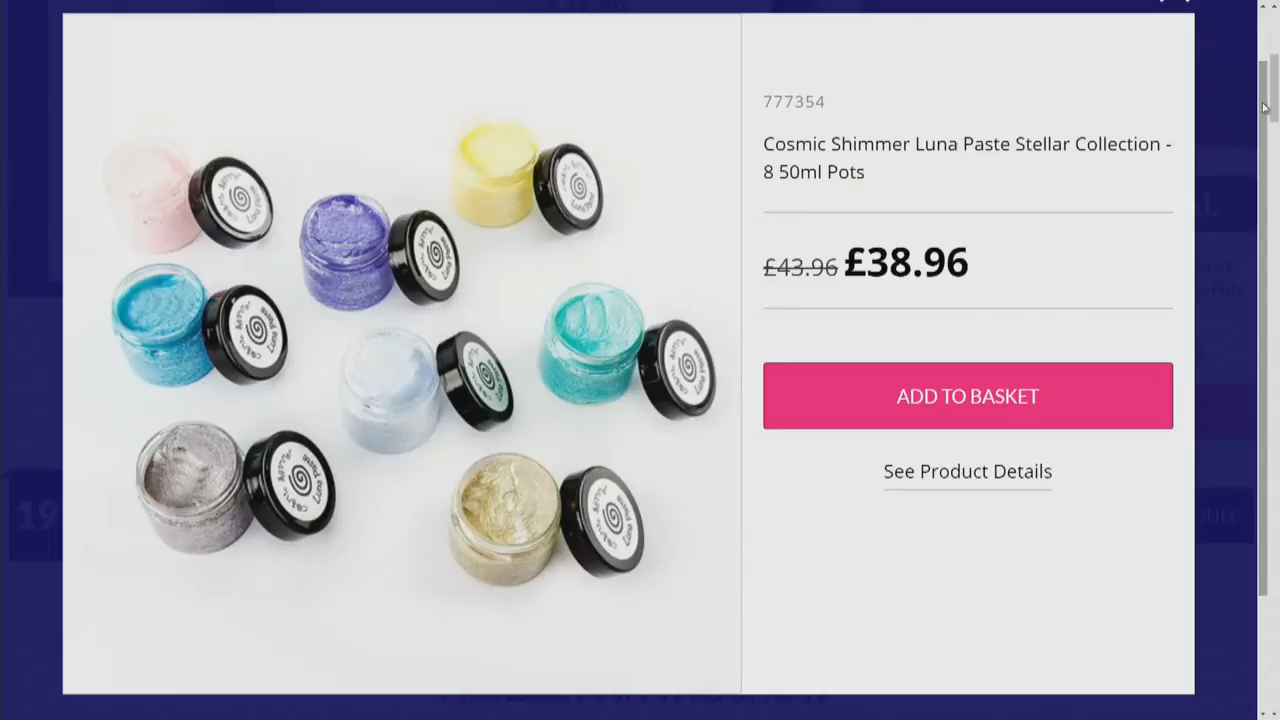 777354
Cosmic Shimmer Luna Paste Stellar Collection -
8 50ml Pots
£43.96 £38.96
ADD TO BASKET
See Product Details
19